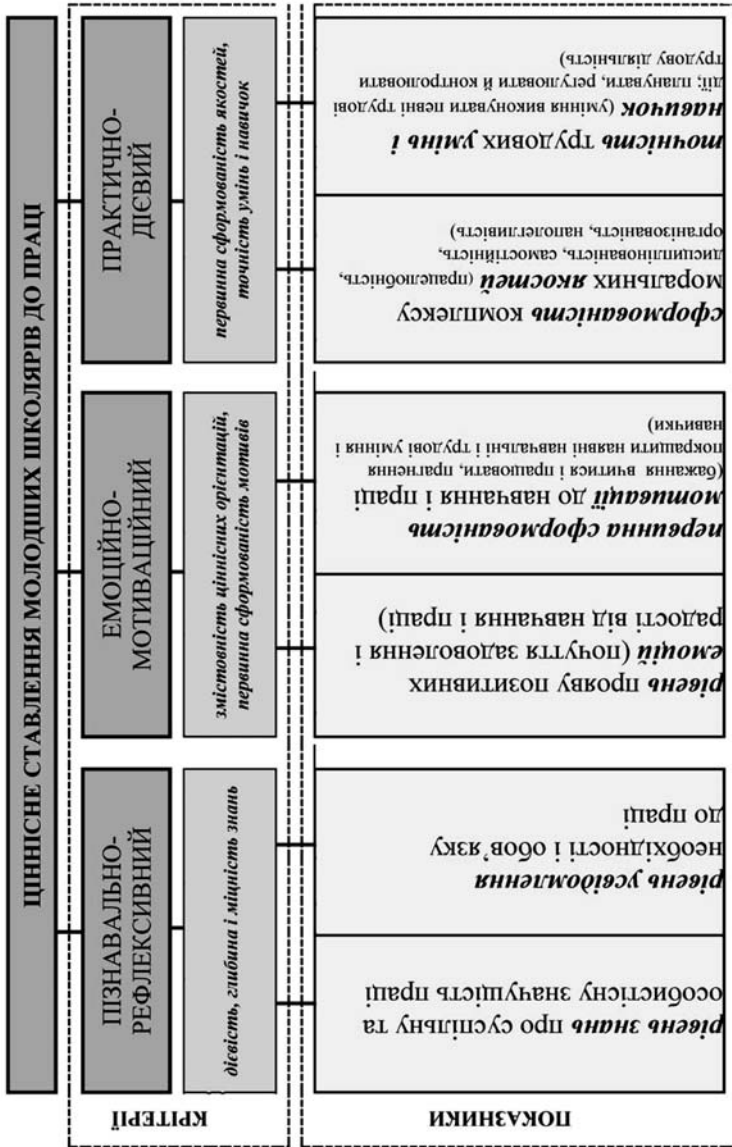 ЦІННІСНЕ СТАВЛЕННЯ МОЛОДШИХ ШКОЛЯРІВ ДО ПРАЦІ
КРІТЕРІЇ
ПІЗНАВАЛЬНО-
РЕФЛЕКСИВНИЙ
дієвість, глибина і міцність знань
ЕМОЦІЙНО-
МОТИВАЦІЙНИЙ
змістовність ціннісних орієнтацій,
первинна сформованість мотивів
ПРАКТИЧНО-
ДІЄВИЙ
первинна сформованість якостей,
точність умінь і навичок
ПОКАЗНИКИ
рівень знань про суспільну та
особистісну значущість праці
рівень усвідомлення
необхідності і обов’язку
до праці
рівень прояву позитивних
емоцій (почуття задоволення і
радості від навчання і праці)
первинна сформованість
мотивації до навчання і праці
(бажання вчитися і працювати, прагнення
покращити наявні навчальні і трудові уміння і
навички)
сформованість комплексу
моральних якостей (працелюбність,
дисциплінованість, самостійність,
організованість, наполегливість)
точність трудових умінь і
навичок (уміння виконувати певні трудові
дії; планувати, регулювати й контролювати
трудову діяльність)